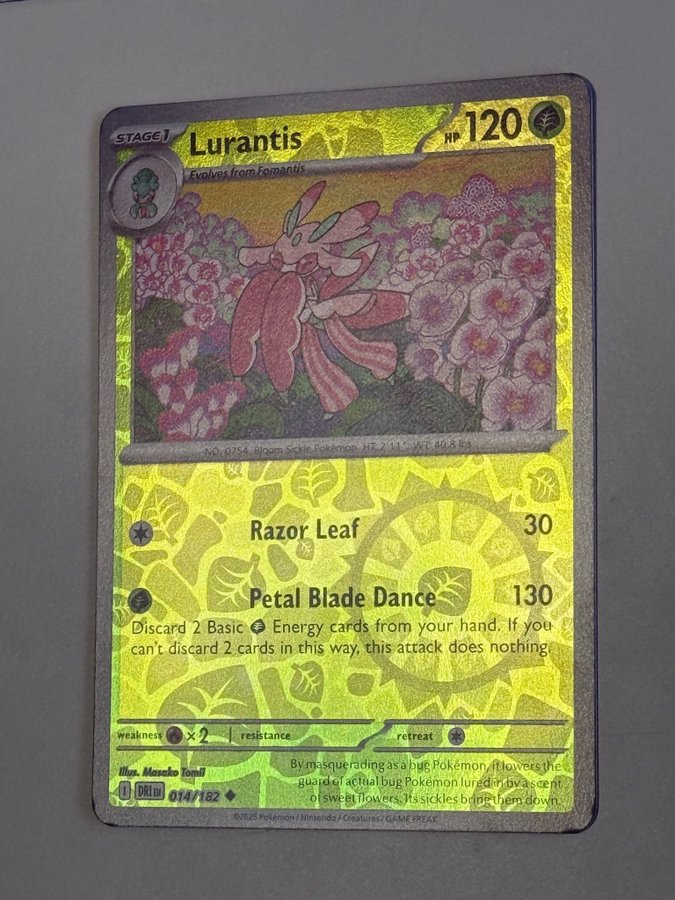 STAGE 1
Lurantis
HP 120
Evolves from Fomantis
NO. 0754 Bloom Sickle Pokémon HT: 2'11" WT: 40.8 lbs
Razor Leaf 30
Petal Blade Dance 130
Discard 2 Basic Energy cards from your hand. If you
can't discard 2 cards in this way, this attack does nothing.
weakness ×2 resistance retreat
Illus. Masako Tomii
By masquerading as a bug Pokémon, it lowers the
guard of actual bug Pokémon lured in by a scent
of sweet flowers. Its sickles bring them down.
I DRI EN 014/182
©2025 Pokémon / Nintendo / Creatures / GAME FREAK